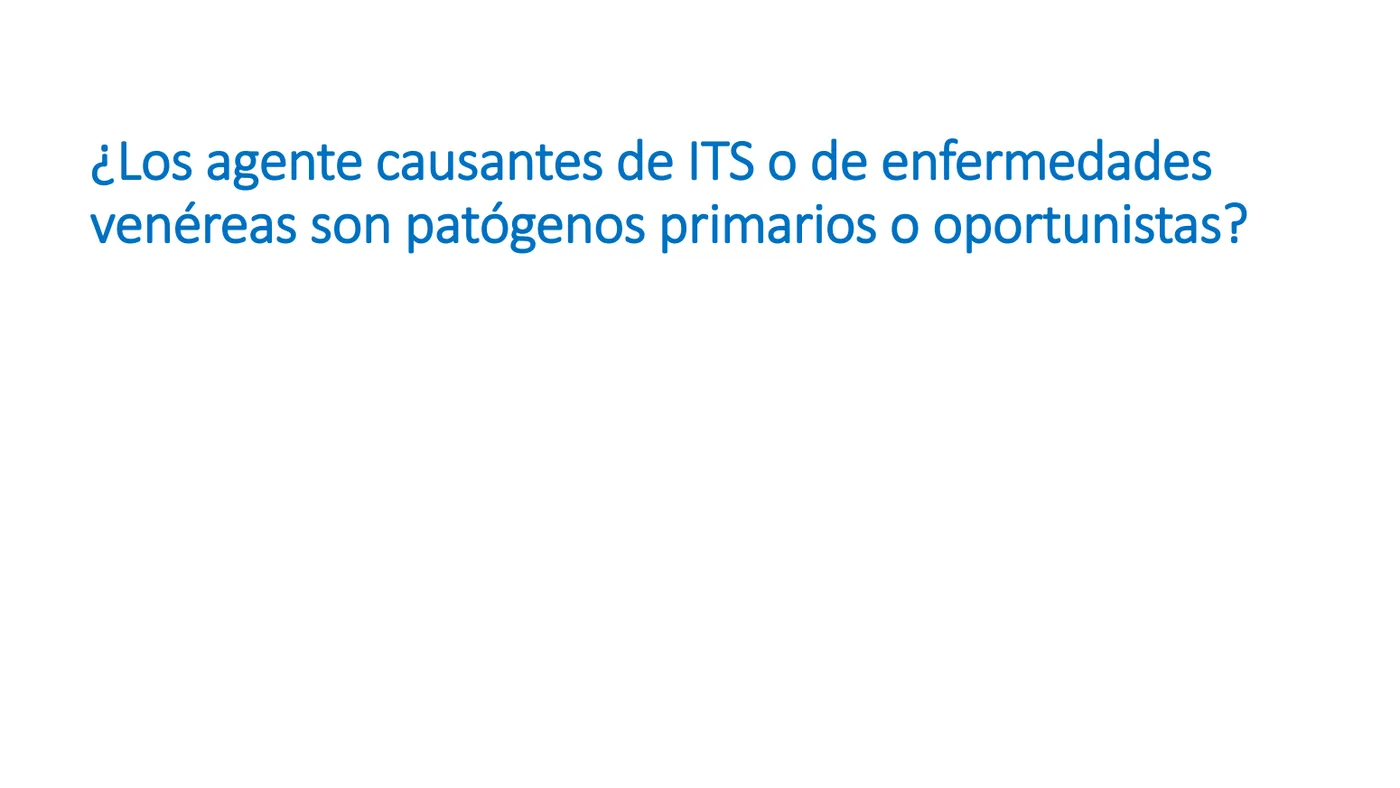 ¿Los agente causantes de ITS o de enfermedades
venéreas son patógenos primarios o oportunistas?